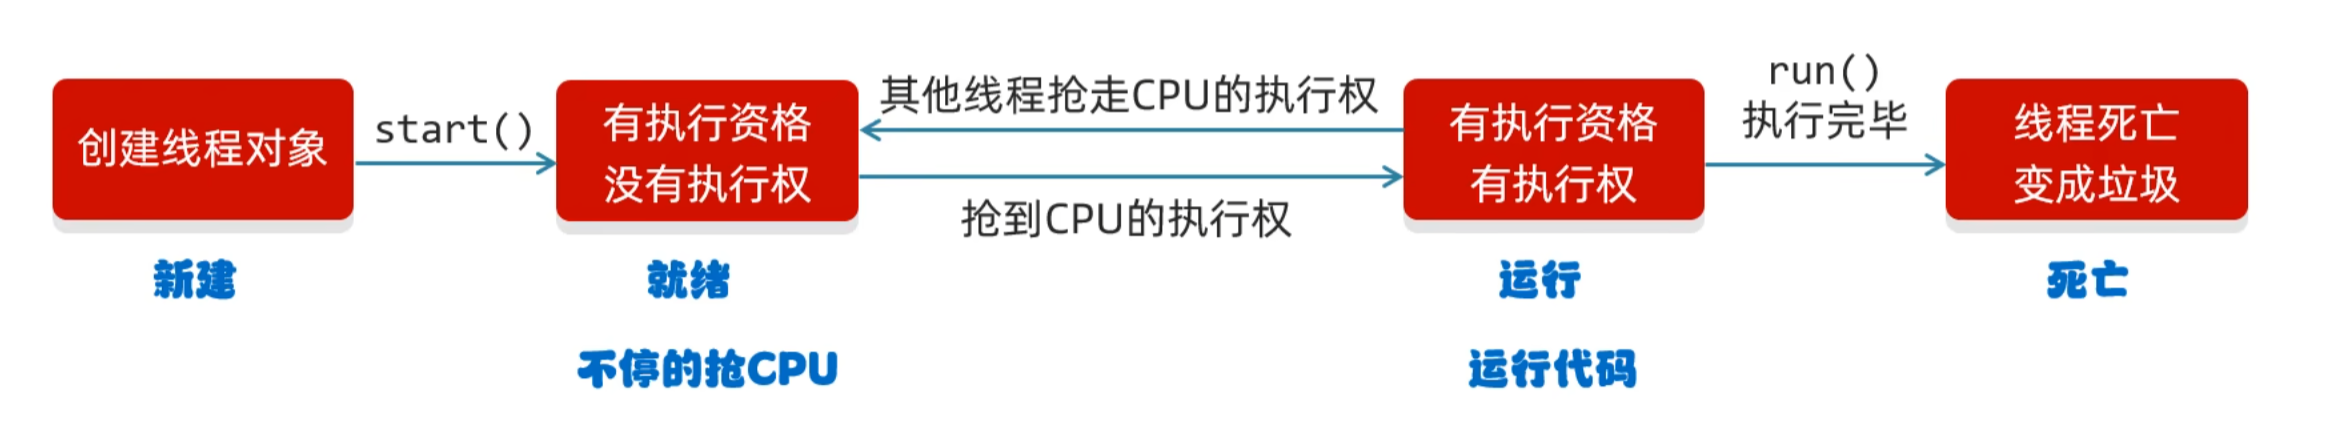 创建线程对象
start()
有执行资格
没有执行权
其他线程抢走CPU的执行权
抢到CPU的执行权
有执行资格
有执行权
run()
执行完毕
线程死亡
变成垃圾
新建
就绪
运行
死亡
不停的抢CPU
运行代码